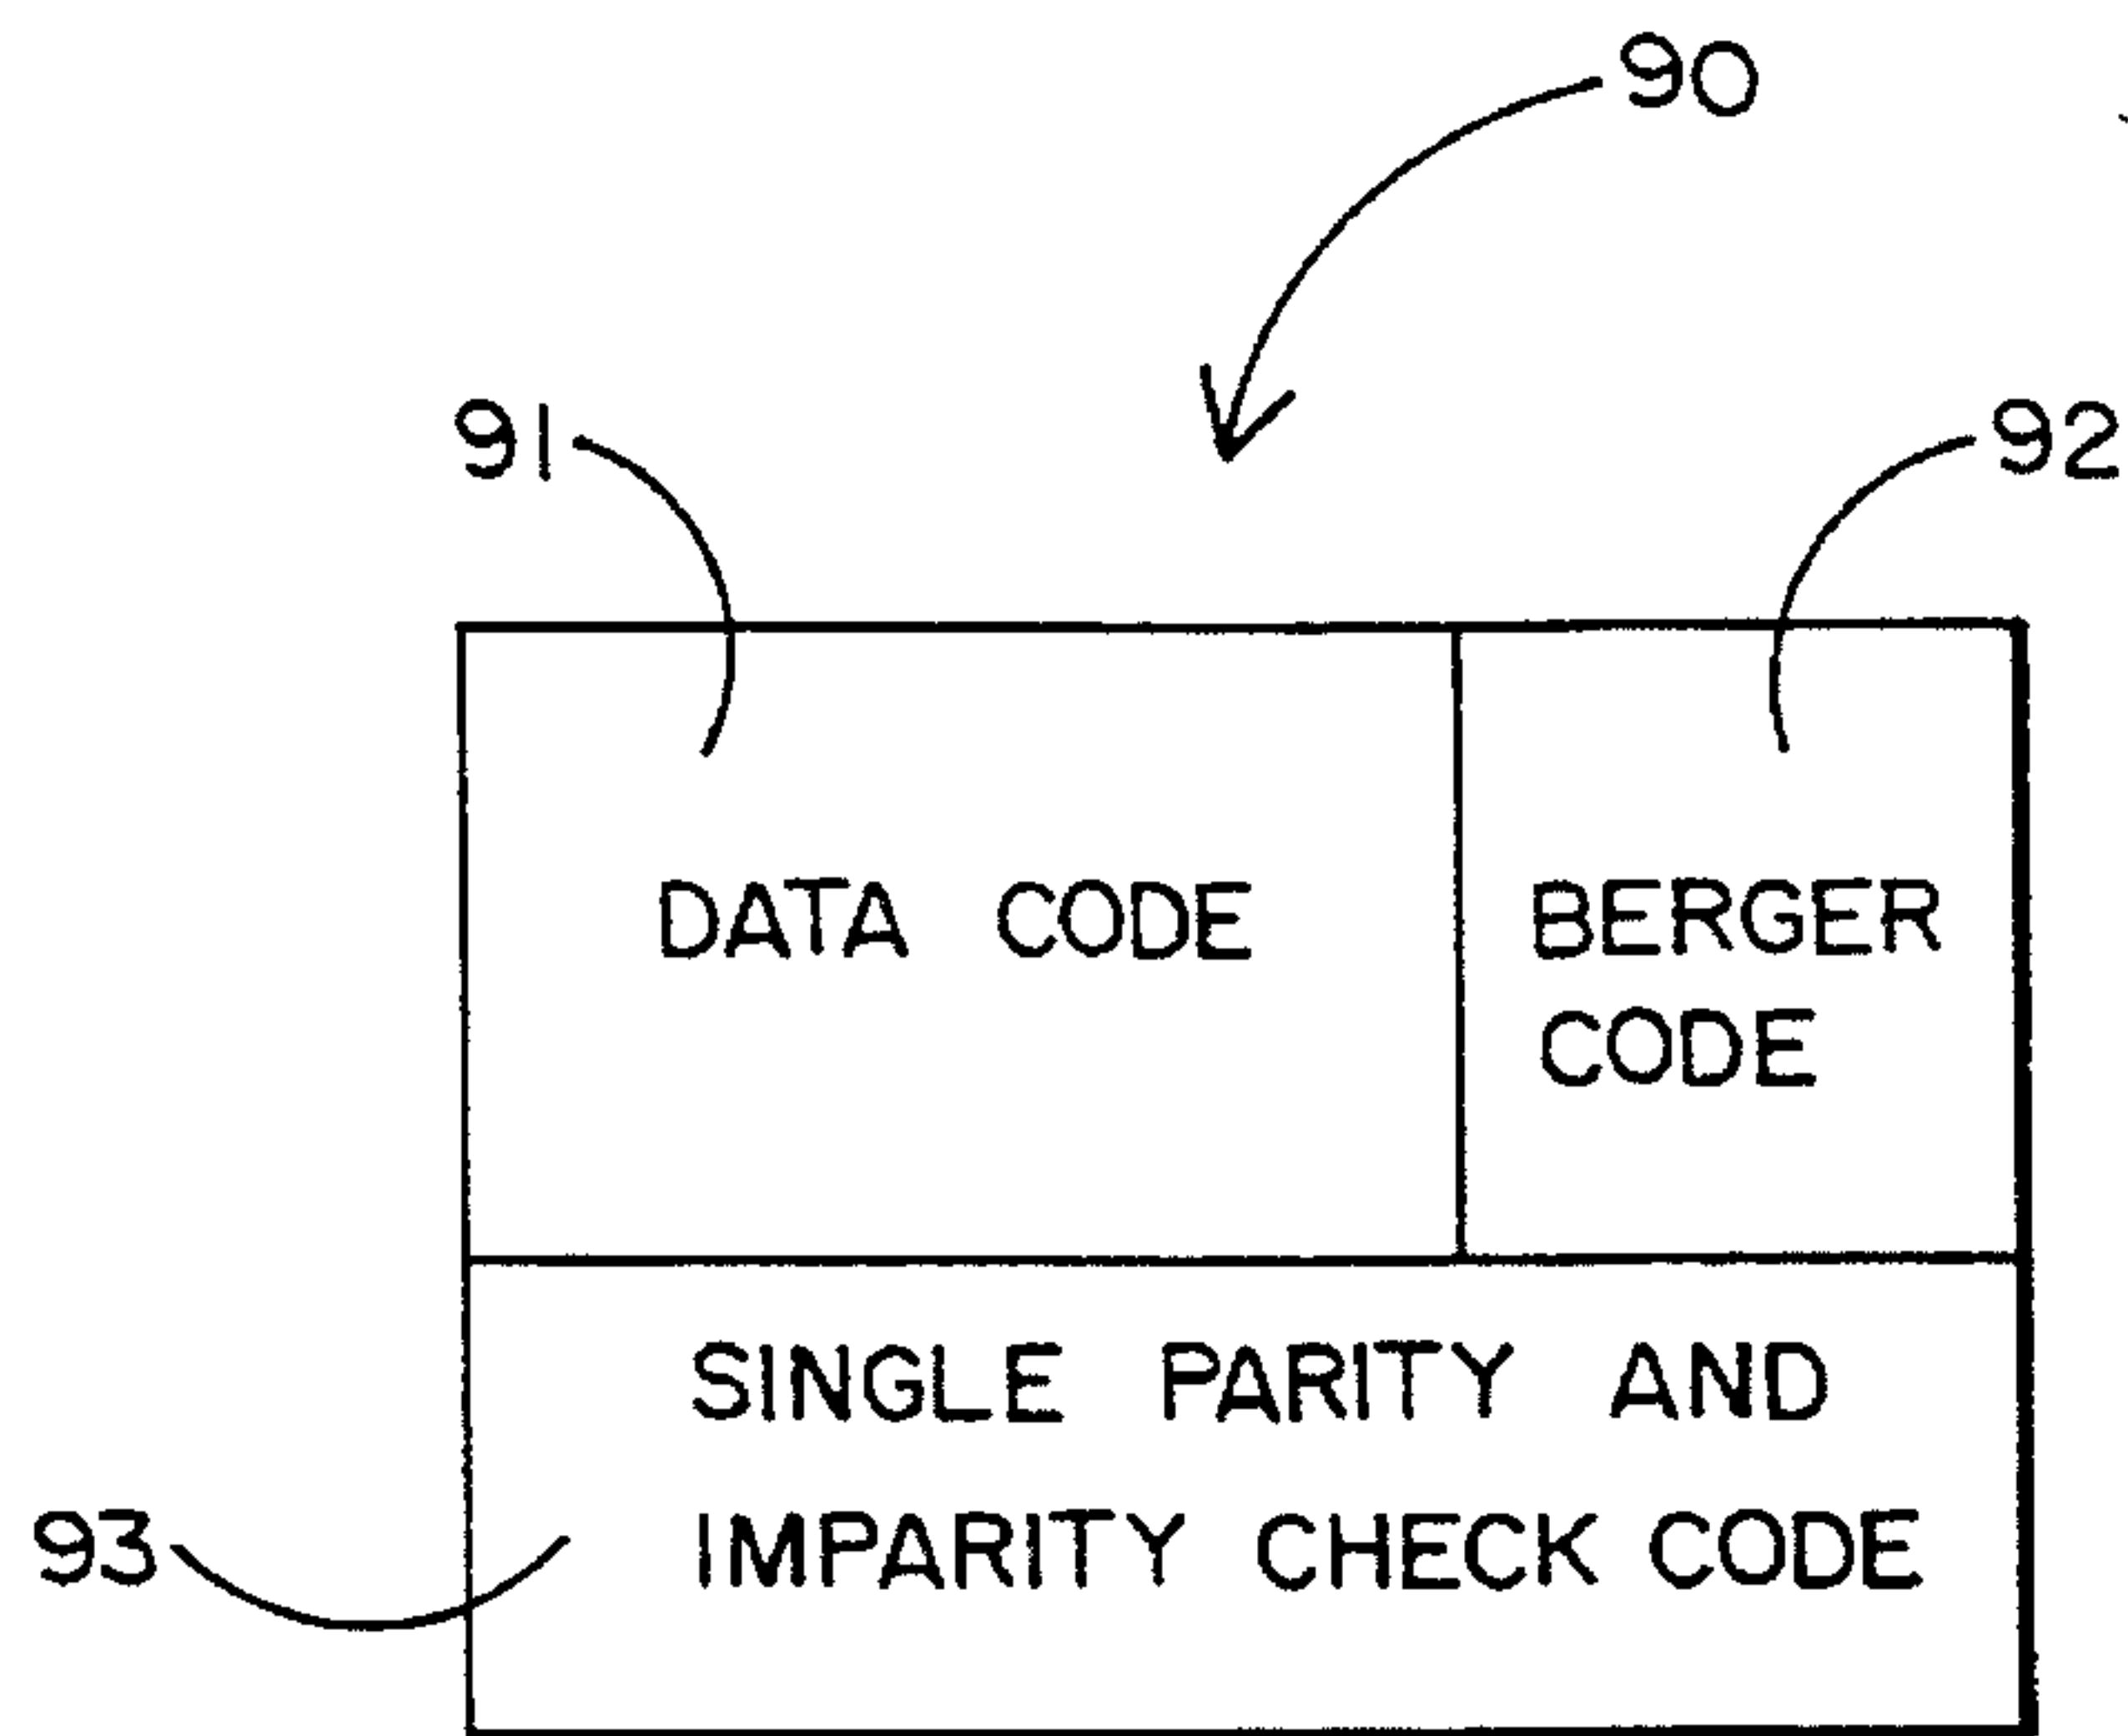 90
91
92
DATA CODE
BERGER
CODE
SINGLE PARITY AND
IMPARITY CHECK CODE
93